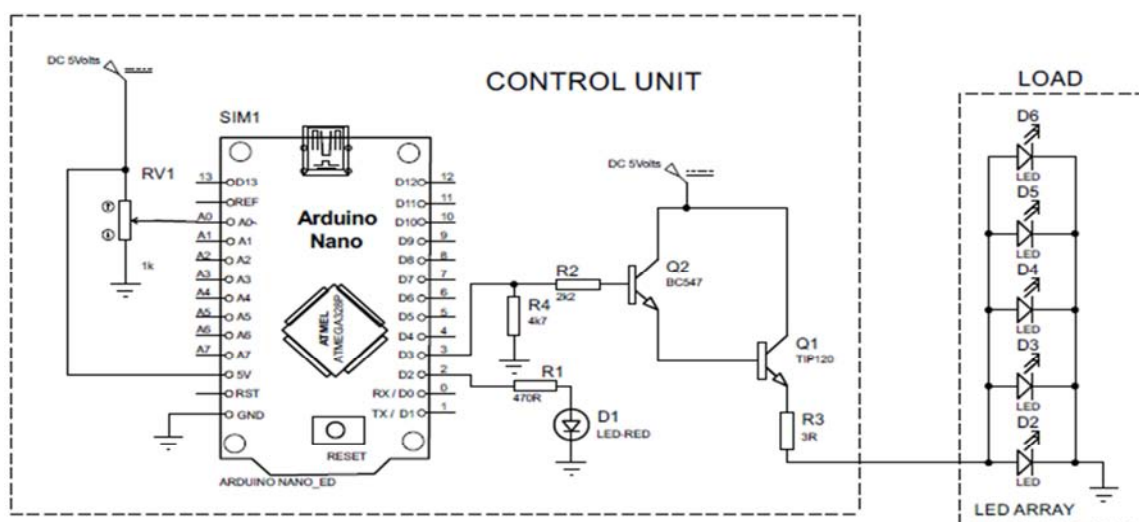 CONTROL UNIT
LOAD
DC 5Volts
SIM1
RV1
1k
13
REF
A0
A1
A2
A3
A4
A5
A6
A7
D13
REF
A0
A1
A2
A3
A4
A5
A6
A7
5V
RST
GND
Arduino
Nano
ATMEL
ATMEGA328P
RESET
ARDUINO NANO_ED
D12
D11
D10
D9
D8
D7
D6
D5
D4
D3
D2
RX / D0
TX / D1
12
11
10
9
8
7
6
5
4
3
2
0
1
R4
4k7
R2
2k2
R1
470R
D1
LED-RED
DC 5Volts
Q2
BC547
Q1
TIP120
R3
3R
D6
LED
D5
LED
D4
LED
D3
LED
D2
LED
LED ARRAY